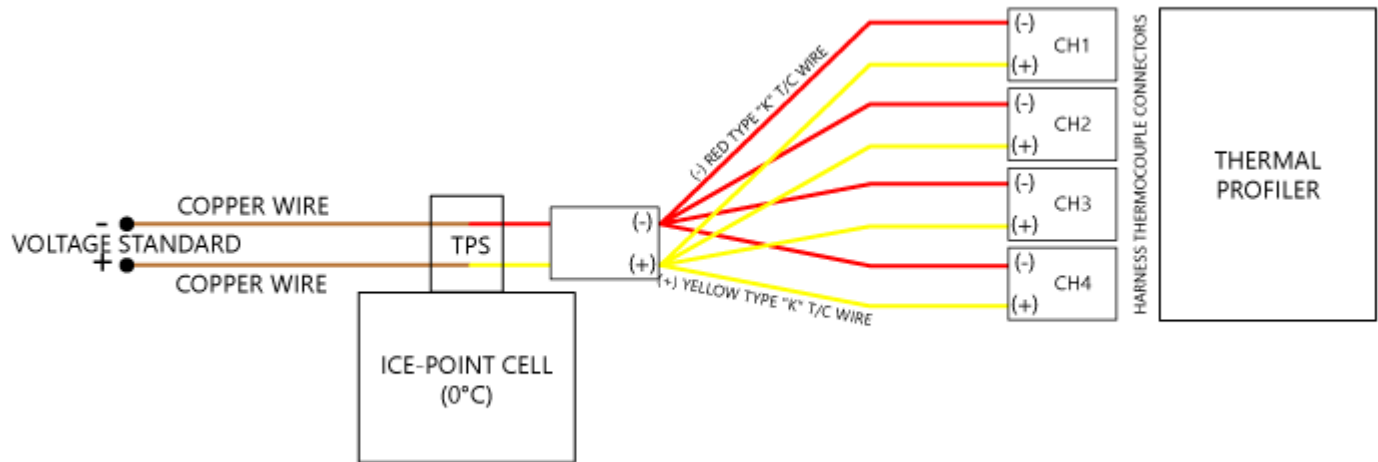 -
COPPER WIRE
VOLTAGE STANDARD
+
COPPER WIRE
TPS
ICE-POINT CELL
(0°C)
(-)
(+)
(-) RED TYPE "K" T/C WIRE
(+) YELLOW TYPE "K" T/C WIRE
(-)
CH1
(+)
(-)
CH2
(+)
(-)
CH3
(+)
(-)
CH4
(+)
HARNESS THERMOCOUPLE CONNECTORS
THERMAL
PROFILER